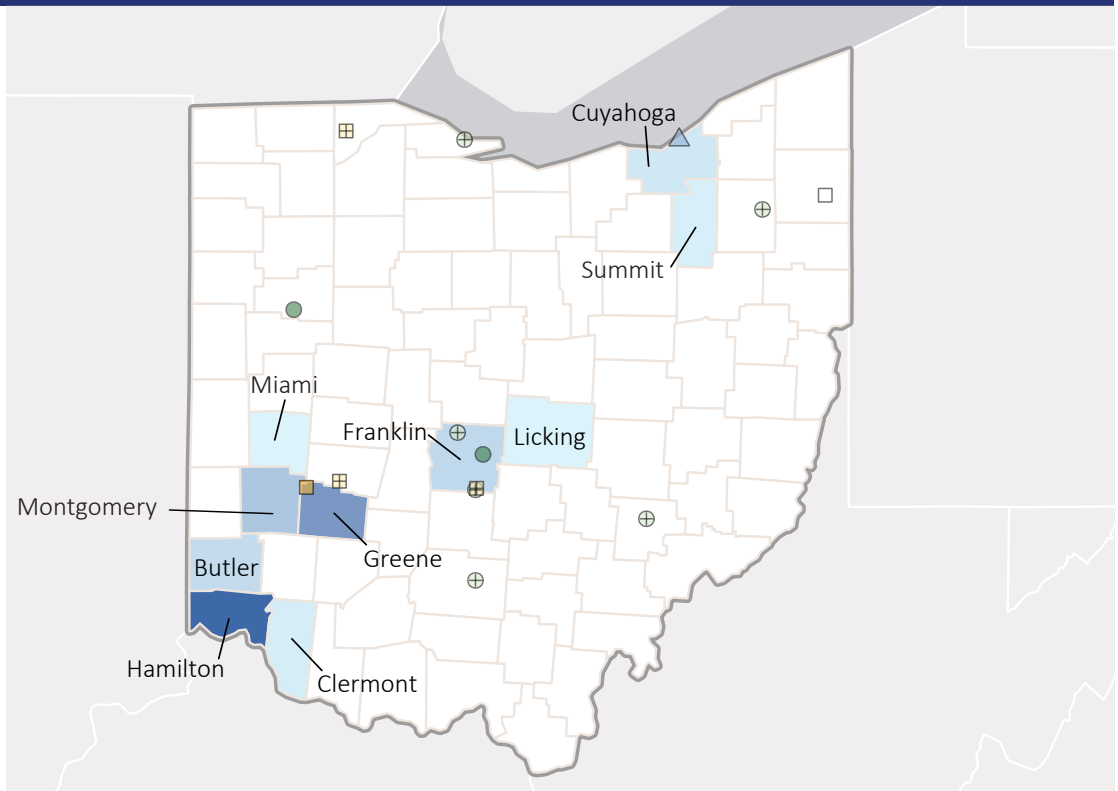 Cuyahoga
Summit
Miami
Franklin
Licking
Montgomery
Greene
Butler
Hamilton
Clermont